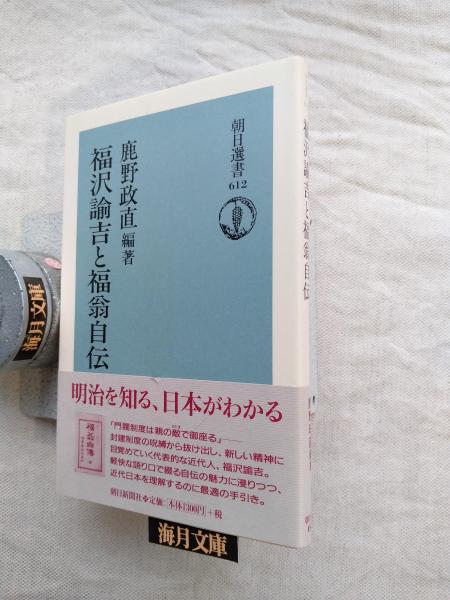 朝日選書
612
鹿野政直 編著
福沢諭吉と福翁自伝
明治を知る、日本がわかる
「門閥制度は親の敵で御座る」――
封建制度の呪縛から抜け出し、新しい精神に
目覚めていく代表的な近代人、福沢諭吉。
軽快な語り口で綴る自伝の魅力に浸りつつ、
近代日本を理解するのに最適の手引き。
朝日新聞社 定価:本体1300円+税
福翁自傳
福沢諭吉と福翁自伝
海月文庫
海月文庫